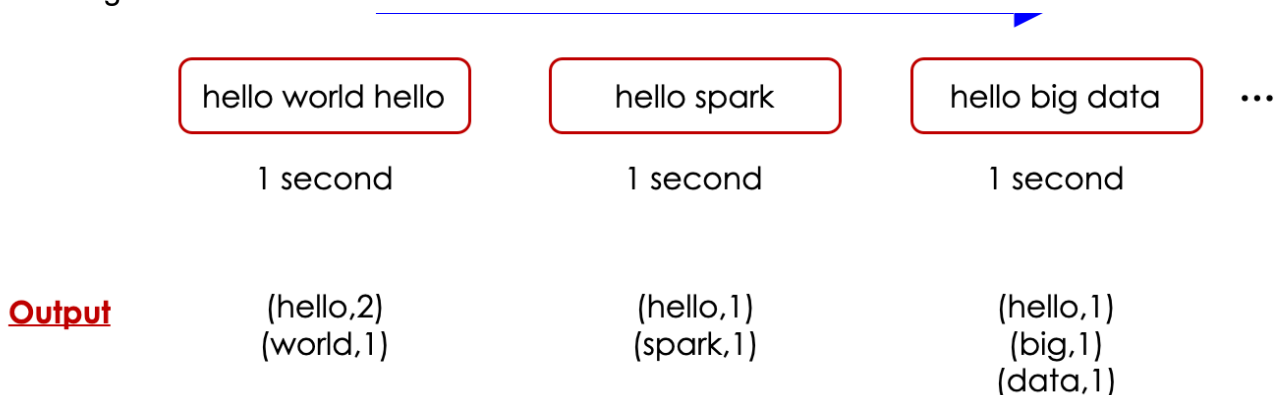 hello world hello
hello spark
hello big data
...
1 second
1 second
1 second
Output
(hello,2)
(world,1)
(hello,1)
(spark,1)
(hello,1)
(big,1)
(data,1)